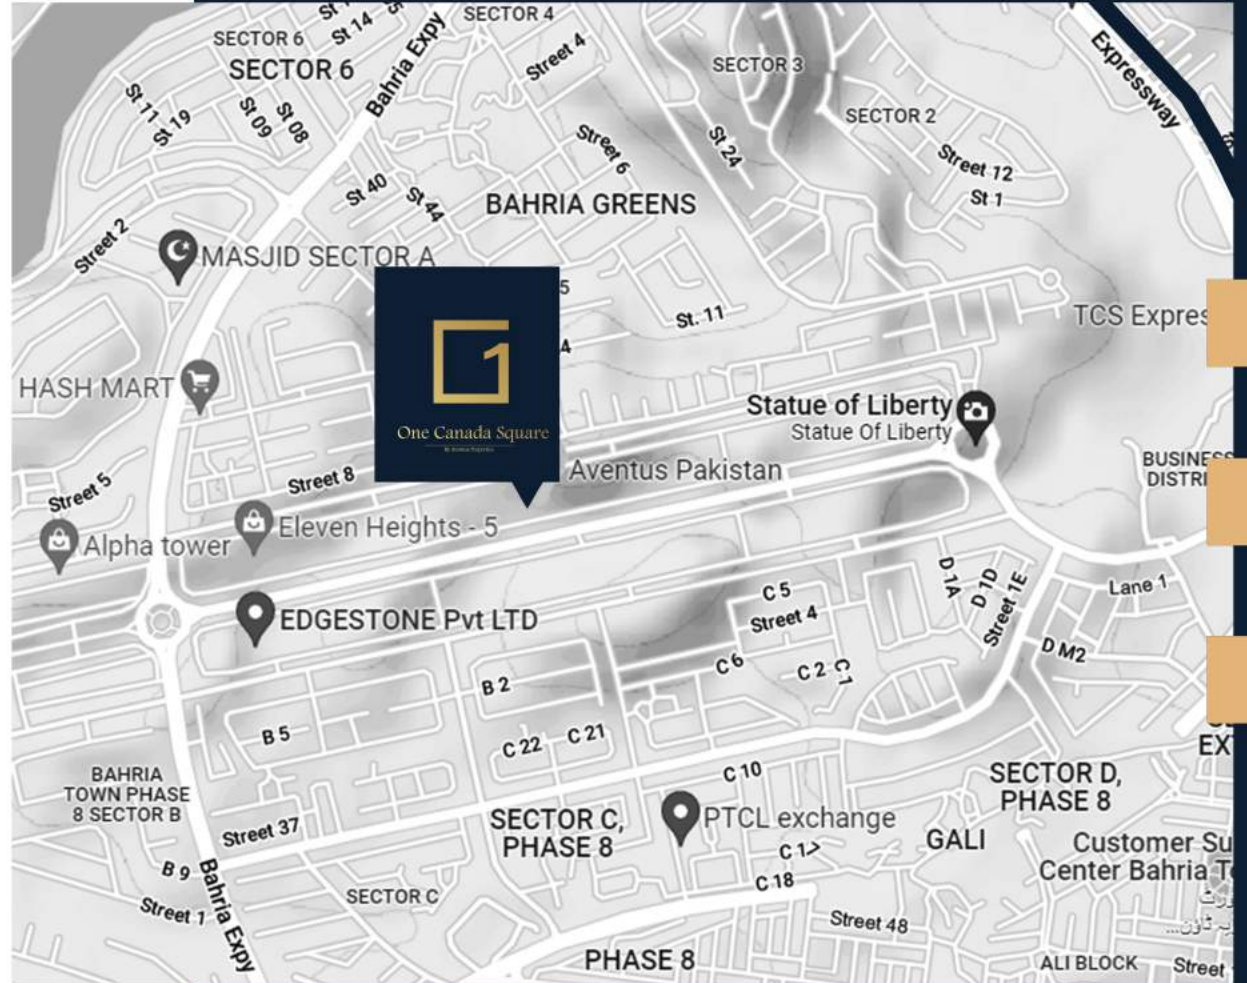 SECTOR 4
St 14
SECTOR 6
SECTOR 6
Bahria Expy
Street 4
SECTOR 3
Expressway
St 11
St 19
St 09
St 08
SECTOR 2
Street 6
St 24
Street 12
St 1
St 40
St 44
BAHRIA GREENS
Street 2
MASJID SECTOR A
5
St. 11
TCS Expres
4
HASH MART
1
One Canada Square
Statue of Liberty
Statue Of Liberty
Aventus Pakistan
BUSINESS
DISTRI
Street 8
Street 5
Eleven Heights - 5
Alpha tower
D 1A
D 1D
Street 1E
Lane 1
C 5
Street 4
EDGESTONE Pvt LTD
D M2
C 6
C 2
C 1
B 2
B 5
C 22
C 21
EX
C 10
SECTOR D,
PHASE 8
BAHRIA
TOWN PHASE
8 SECTOR B
SECTOR C,
PHASE 8
PTCL exchange
Street 37
GALI
Customer Su
Center Bahria T
C 1
B 9
Bahria Expy
C 18
SECTOR C
Street 1
Street 48
PHASE 8
ALI BLOCK
Street